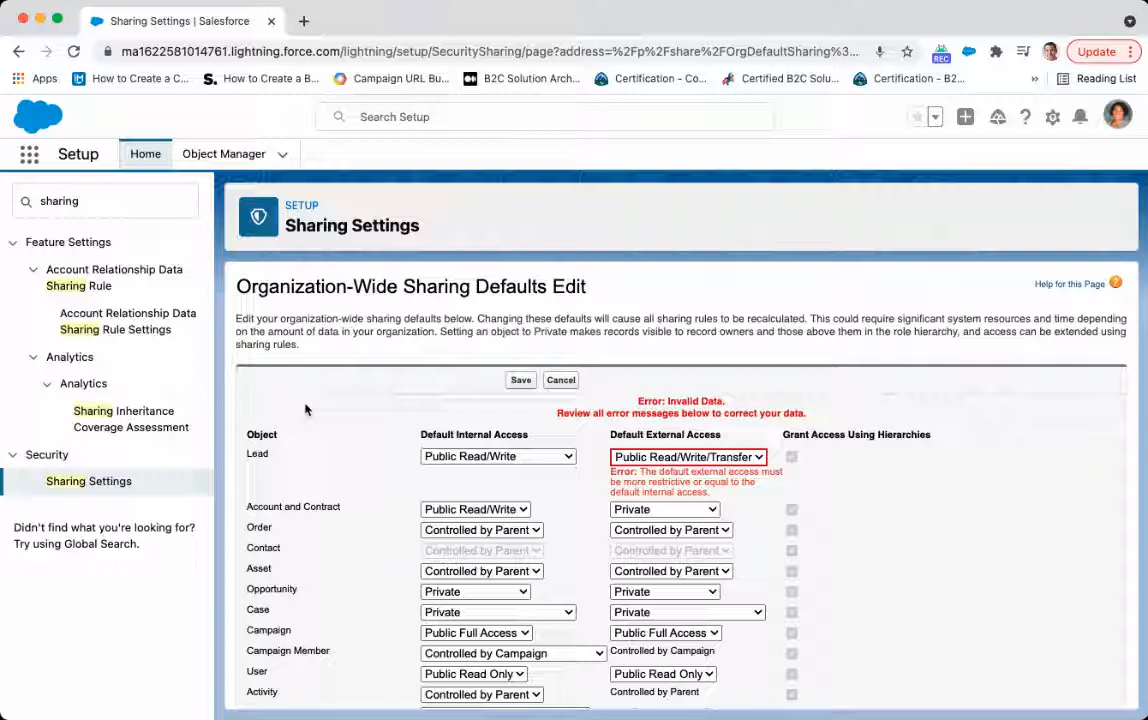 Sharing Settings | Salesforce
ma1622581014761.lightning.force.com/lightning/setup/SecuritySharing/page?address=%2Fp%2Fshare%2FOrgDefaultSharing%3...
REC
Update
Apps
How to Create a C...
How to Create a B...
Campaign URL Bu...
B2C Solution Arch...
Certification - Co...
Certified B2C Solu...
Certification – B2...
»
Reading List
Search Setup
Setup
Home
Object Manager
sharing
SETUP
Sharing Settings
Feature Settings
Account Relationship Data
Sharing Rule
Account Relationship Data
Sharing Rule Settings
Analytics
Analytics
Sharing Inheritance
Coverage Assessment
Security
Sharing Settings
Didn't find what you're looking for?
Try using Global Search.
Organization-Wide Sharing Defaults Edit
Help for this Page
Edit your organization-wide sharing defaults below. Changing these defaults will cause all sharing rules to be recalculated. This could require significant system resources and time depending
on the amount of data in your organization. Setting an object to Private makes records visible to record owners and those above them in the role hierarchy, and access can be extended using
sharing rules.
Save Cancel
Error: Invalid Data.
Review all error messages below to correct your data.
Object Default Internal Access Default External Access Grant Access Using Hierarchies
Lead Public Read/Write Public Read/Write/Transfer
Error: The default external access must
be more restrictive or equal to the
default internal access.
Account and Contract Public Read/Write Private
Order Controlled by Parent Controlled by Parent
Contact Controlled by Parent Controlled by Parent
Asset Controlled by Parent Controlled by Parent
Opportunity Private Private
Case Private Private
Campaign Public Full Access Public Full Access
Campaign Member Controlled by Campaign Controlled by Campaign
User Public Read Only Public Read Only
Activity Controlled by Parent Controlled by Parent